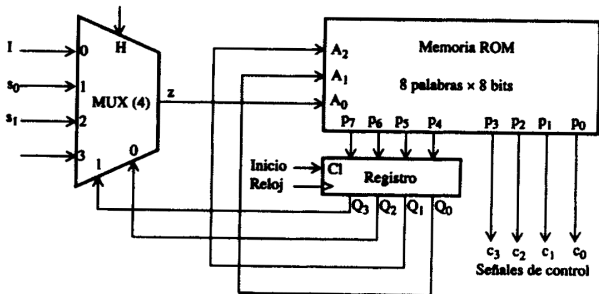 I
s₀
s₁
0
1
2
3
H
MUX (4)
1
0
z
A₂
A₁
A₀
Memoria ROM
8 palabras × 8 bits
p₇ p₆ p₅ p₄ p₃ p₂ p₁ p₀
Inicio
Reloj
Cl
Registro
Q₃ Q₂ Q₁ Q₀
c₃ c₂ c₁ c₀
Señales de control